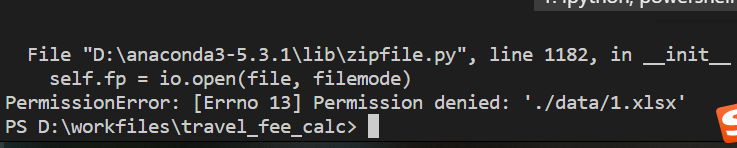 1: ipython, powershell
File "D:\anaconda3-5.3.1\lib\zipfile.py", line 1182, in __init__
self.fp = io.open(file, filemode)
PermissionError: [Errno 13] Permission denied: './data/1.xlsx'
PS D:\workfiles\travel_fee_calc>